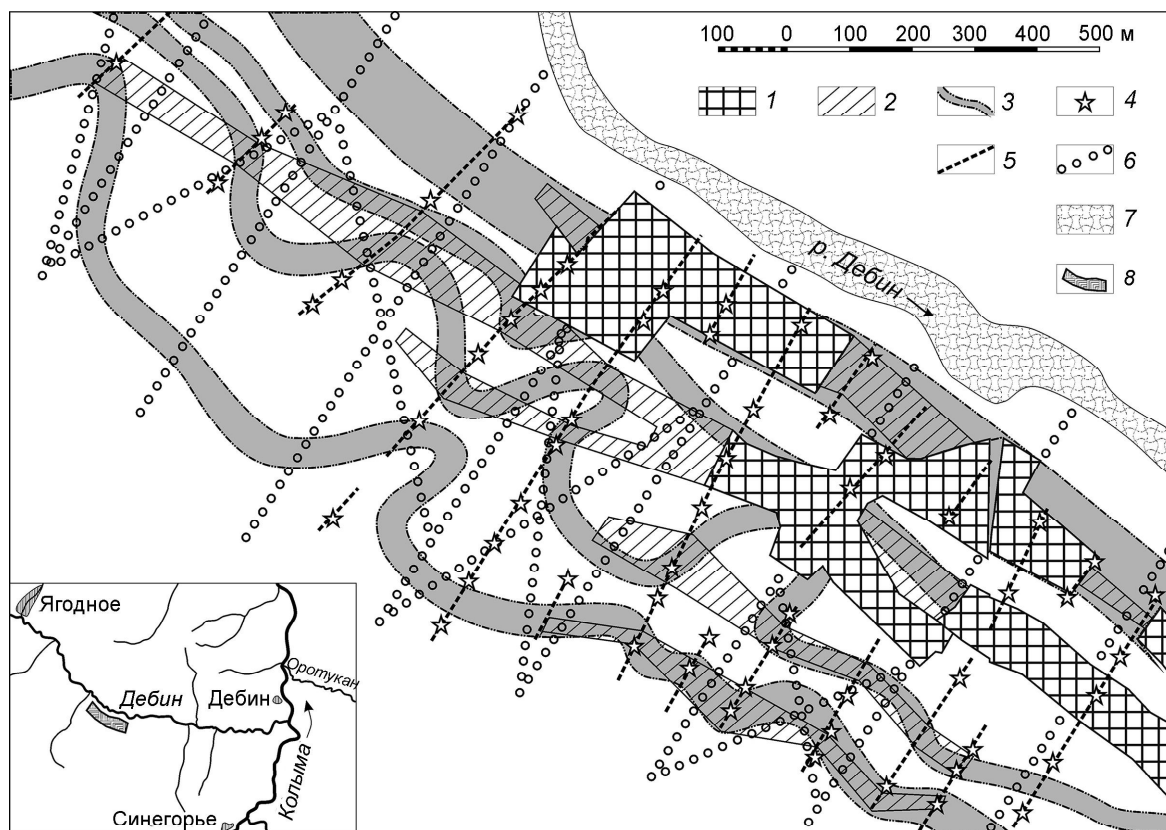 100 0 100 200 300 400 500 м
1 2 3 4
5 6
7
8
р. Дебин
Ягодное
Оротукан
Дебин
Дебин
Колыма
Синегорье